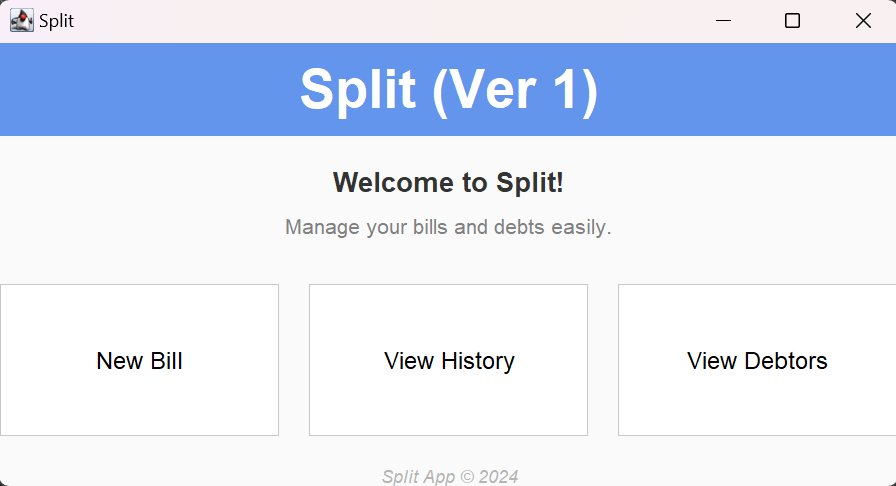 Split
Split (Ver 1)
Welcome to Split!
Manage your bills and debts easily.
New Bill
View History
View Debtors
Split App © 2024